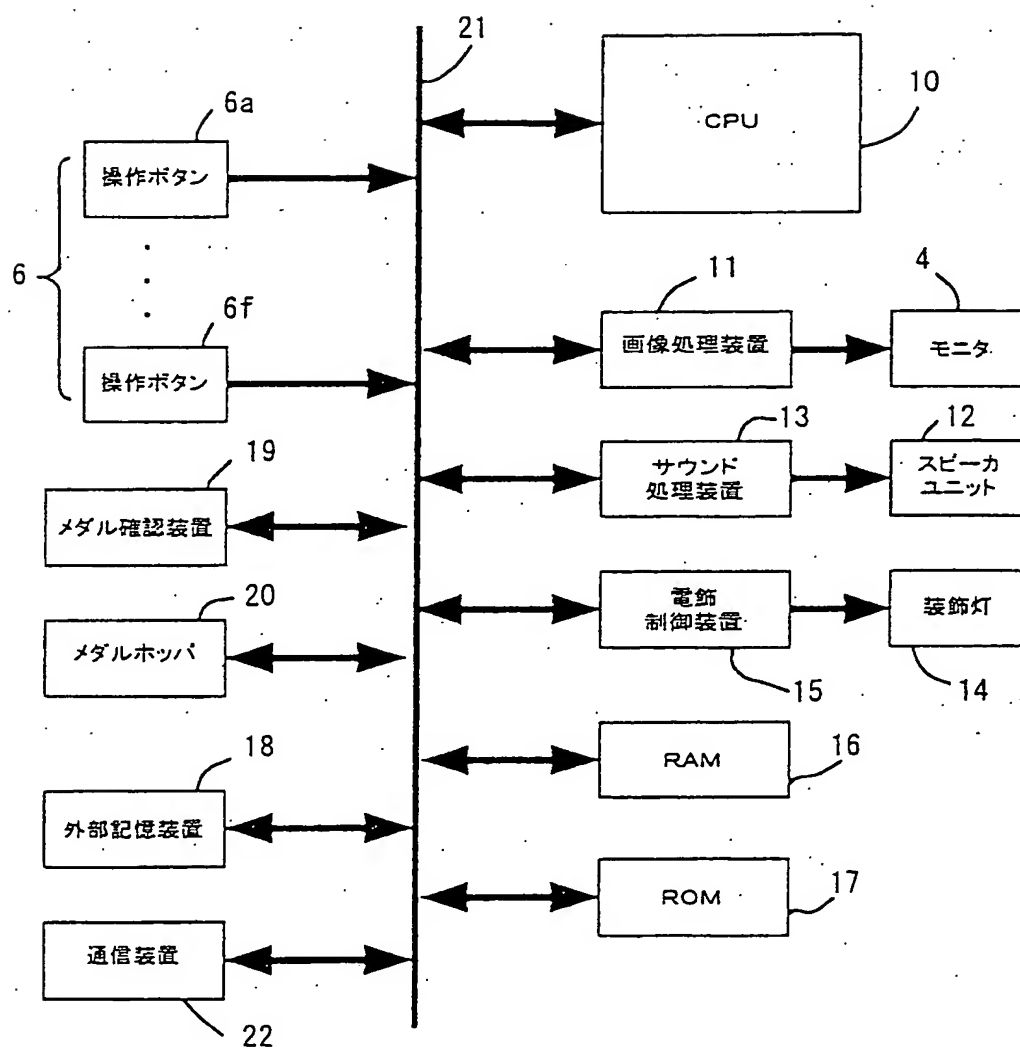 21
10
CPU
6a
操作ボタン
6
6f
操作ボタン
11
画像処理装置
4
モニタ
13
サウンド
処理装置
12
スピーカ
ユニット
19
メダル確認装置
電飾
制御装置
15
装飾灯
14
20
メダルホッパ
RAM
16
18
外部記憶装置
ROM
17
通信装置
22